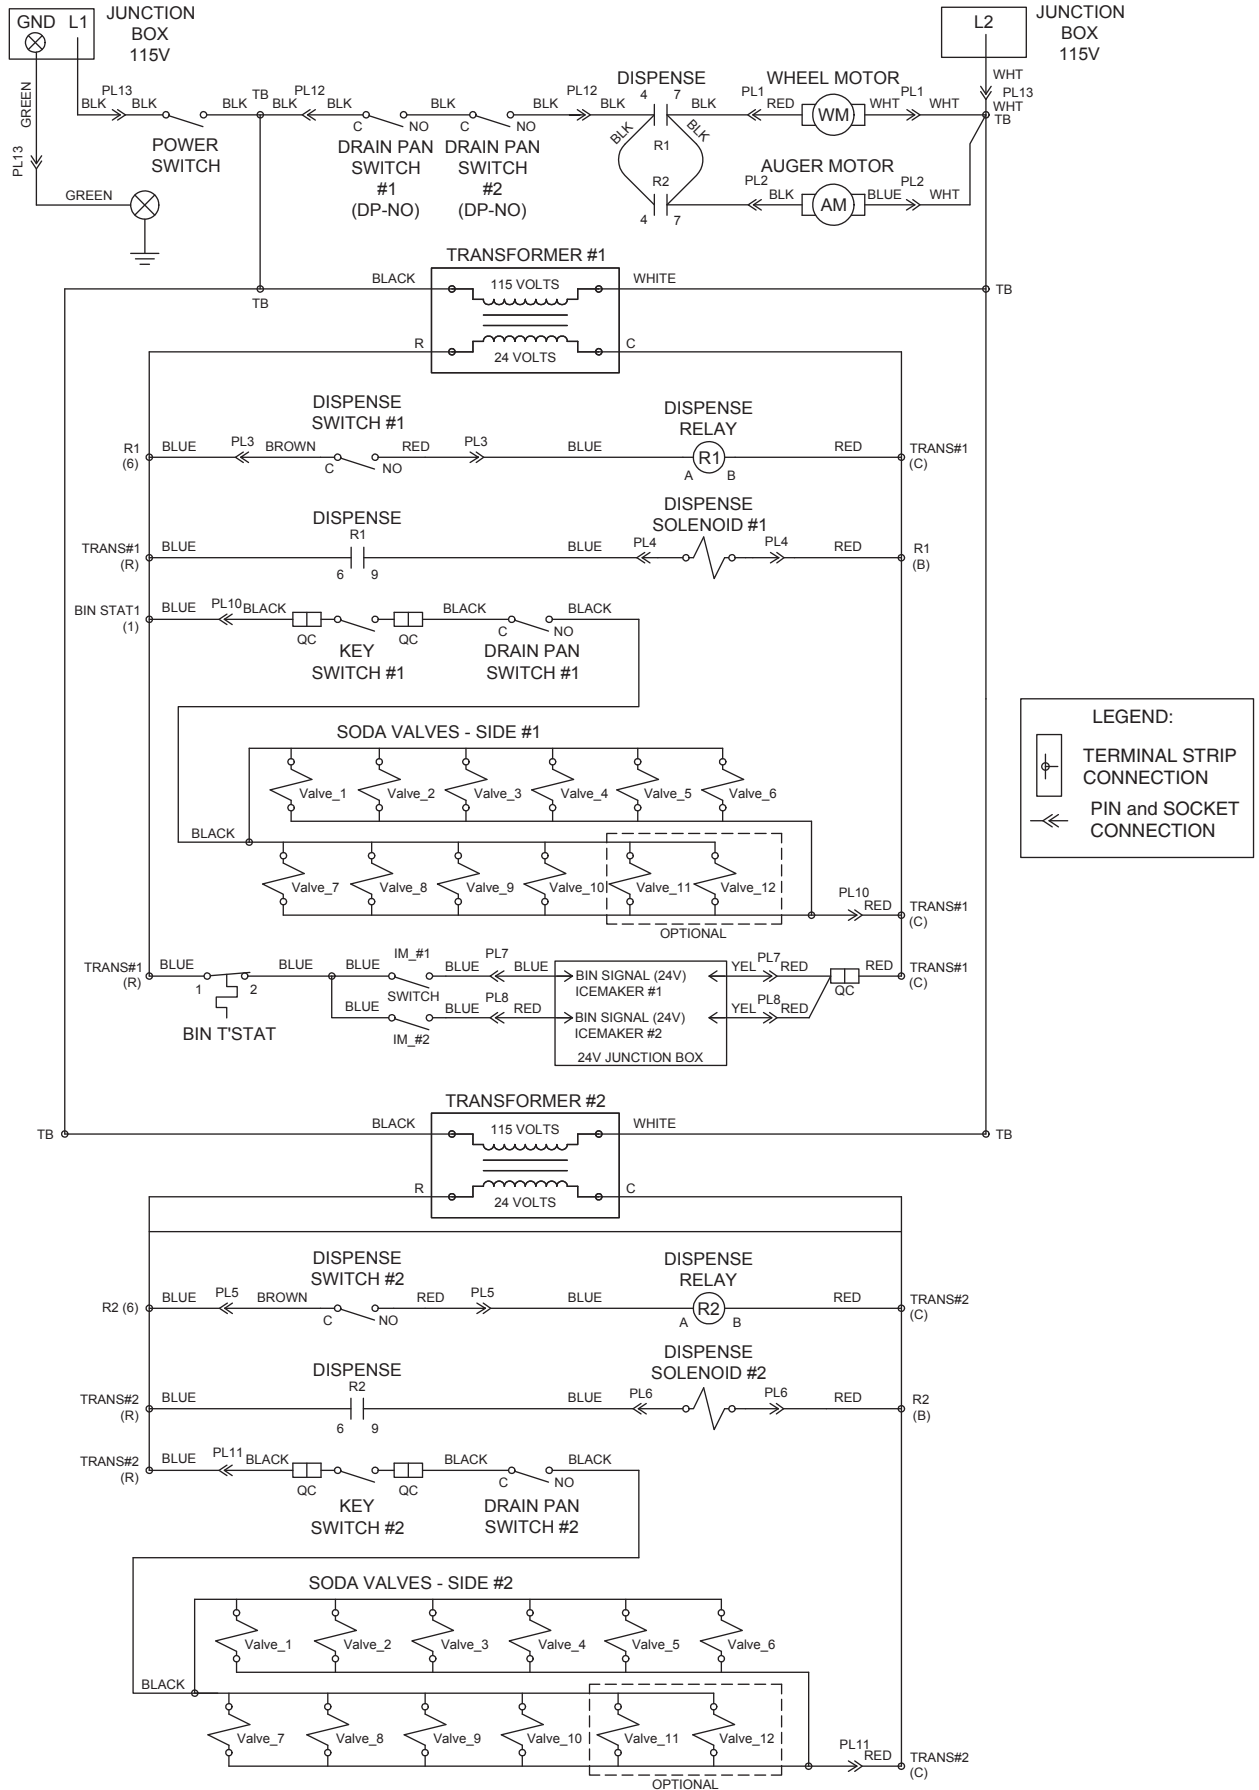 GND L1
JUNCTION
BOX
115V
L2
JUNCTION
BOX
115V
GREEN
PL13
GREEN
BLK
PL13
BLK
POWER
SWITCH
BLK
TB
BLK
PL12
BLK
C
NO
DRAIN PAN
SWITCH
#1
(DP-NO)
BLK
C
NO
DRAIN PAN
SWITCH
#2
(DP-NO)
BLK
PL12
BLK
DISPENSE
4 7
BLK
BLK
BLK
R1
R2
4 7
WHEEL MOTOR
PL1
RED
WM
WHT
PL1
WHT
WHT
PL13
WHT
TB
AUGER MOTOR
PL2
BLK
AM
BLUE
PL2
WHT
TRANSFORMER #1
BLACK
115 VOLTS
WHITE
TB
TB
R
24 VOLTS
C
DISPENSE
SWITCH #1
DISPENSE
RELAY
R1
(6)
BLUE
PL3
BROWN
C
NO
RED
PL3
BLUE
R1
A B
RED
TRANS#1
(C)
DISPENSE
R1
6 9
DISPENSE
SOLENOID #1
TRANS#1
(R)
BLUE
BLUE
PL4
PL4
RED
R1
(B)
BIN STAT1
(1)
BLUE
PL10
BLACK
QC
KEY
SWITCH #1
QC
BLACK
C
NO
DRAIN PAN
SWITCH #1
BLACK
LEGEND:
TERMINAL STRIP
CONNECTION
PIN and SOCKET
CONNECTION
SODA VALVES - SIDE #1
Valve_1
Valve_2
Valve_3
Valve_4
Valve_5
Valve_6
BLACK
Valve_7
Valve_8
Valve_9
Valve_10
Valve_11
Valve_12
OPTIONAL
PL10
RED
TRANS#1
(C)
TRANS#1
(R)
BLUE
1 2
BIN T'STAT
BLUE
BLUE
IM_#1
SWITCH
BLUE
PL7
BLUE
BIN SIGNAL (24V)
ICEMAKER #1
YEL
PL7
RED
QC
RED
TRANS#1
(C)
BLUE
IM_#2
BLUE
PL8
RED
BIN SIGNAL (24V)
ICEMAKER #2
YEL
PL8
RED
24V JUNCTION BOX
TRANSFORMER #2
TB
BLACK
115 VOLTS
WHITE
TB
R
24 VOLTS
C
DISPENSE
SWITCH #2
DISPENSE
RELAY
R2 (6)
BLUE
PL5
BROWN
C
NO
RED
PL5
BLUE
R2
A B
RED
TRANS#2
(C)
DISPENSE
R2
6 9
DISPENSE
SOLENOID #2
TRANS#2
(R)
BLUE
BLUE
PL6
PL6
RED
R2
(B)
TRANS#2
(R)
BLUE
PL11
BLACK
QC
KEY
SWITCH #2
QC
BLACK
C
NO
DRAIN PAN
SWITCH #2
BLACK
SODA VALVES - SIDE #2
Valve_1
Valve_2
Valve_3
Valve_4
Valve_5
Valve_6
BLACK
Valve_7
Valve_8
Valve_9
Valve_10
Valve_11
Valve_12
OPTIONAL
PL11
RED
TRANS#2
(C)